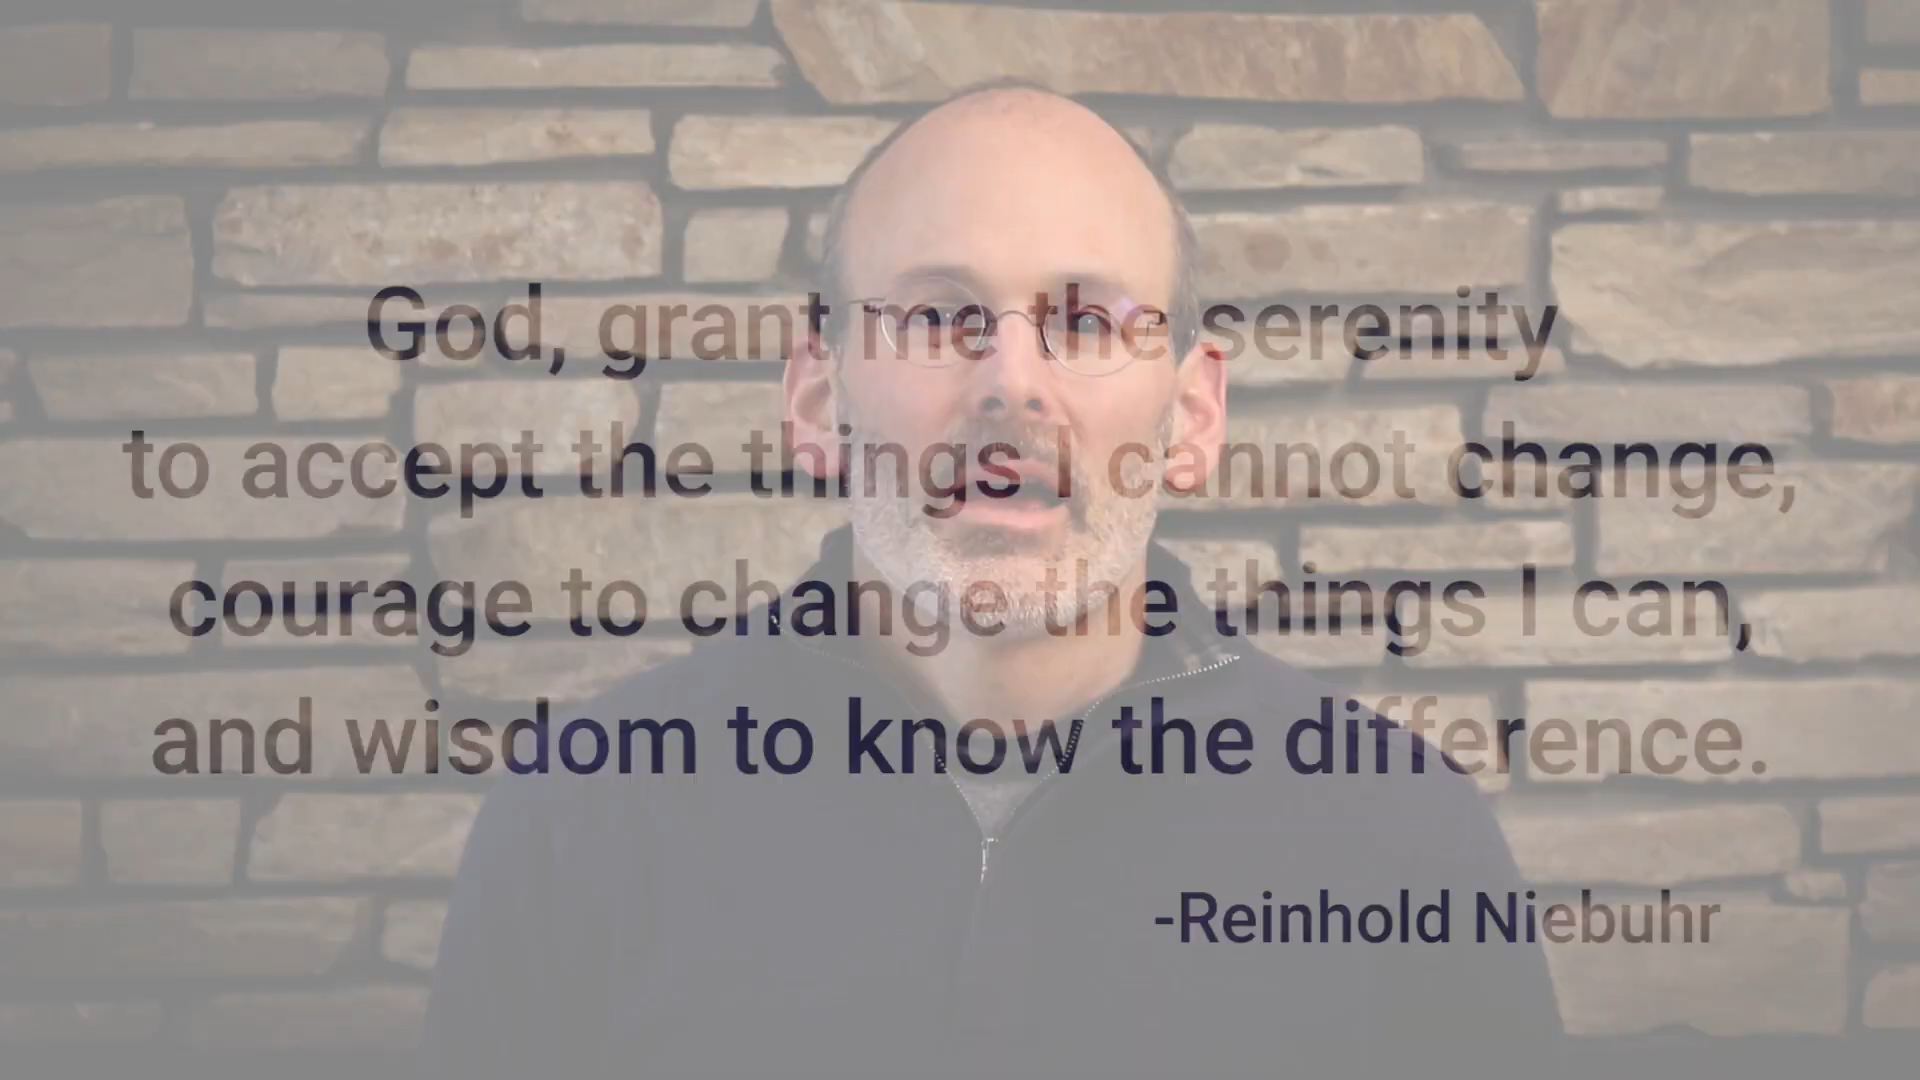 God, grant me the serenity
to accept the things I cannot change,
courage to change the things I can,
and wisdom to know the difference.
-Reinhold Niebuhr